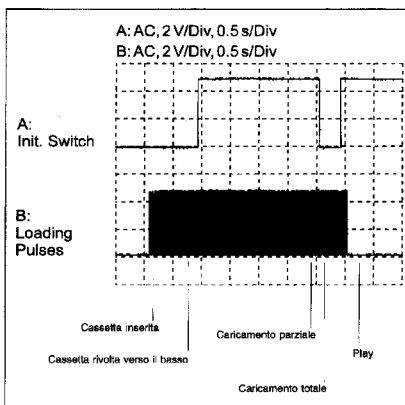 A: AC, 2 V/Div, 0.5 s/Div
B: AC, 2 V/Div, 0.5 s/Div
A:
Init. Switch
B:
Loading
Pulses
Cassetta inserita
Caricamento parziale
Cassetta rivolta verso il basso
Play
Caricamento totale